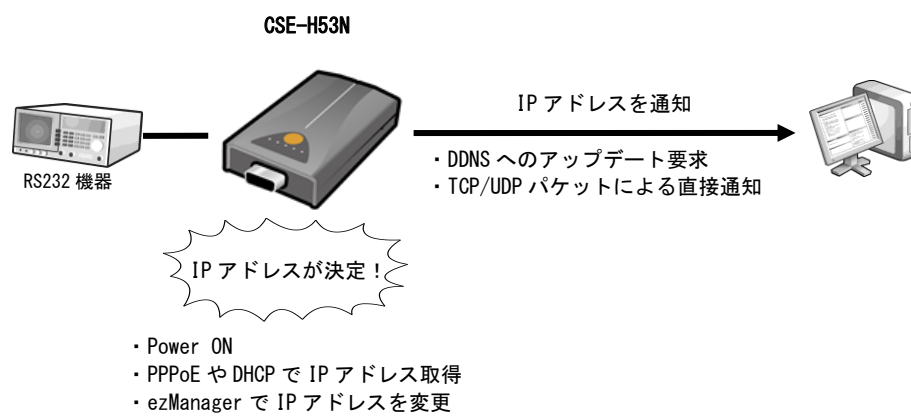 CSE-H53N
IP アドレスを通知
RS232 機器
・DDNS へのアップデート要求
・TCP/UDP パケットによる直接通知
IP アドレスが決定！
・Power ON
・PPPoE や DHCP で IP アドレス取得
・ezManager で IP アドレスを変更